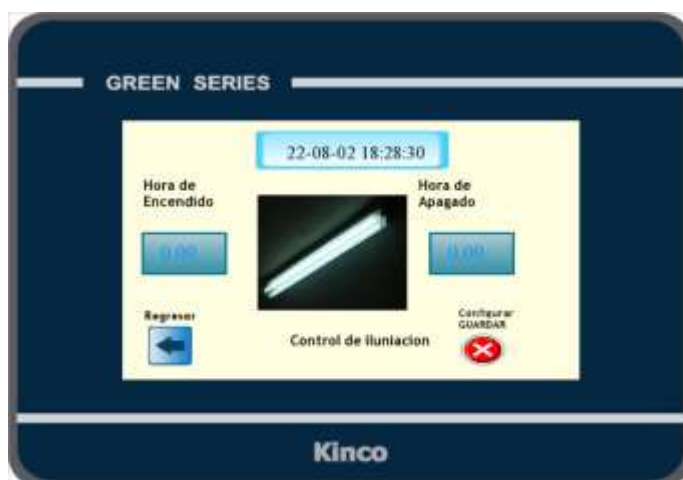 GREEN SERIES
22-08-02 18:28:30
Hora de
Encendido
Hora de
Apagado
0.00
0.00
Regresar
Configurar
GUARDAR
Control de iluniacion
Kinco